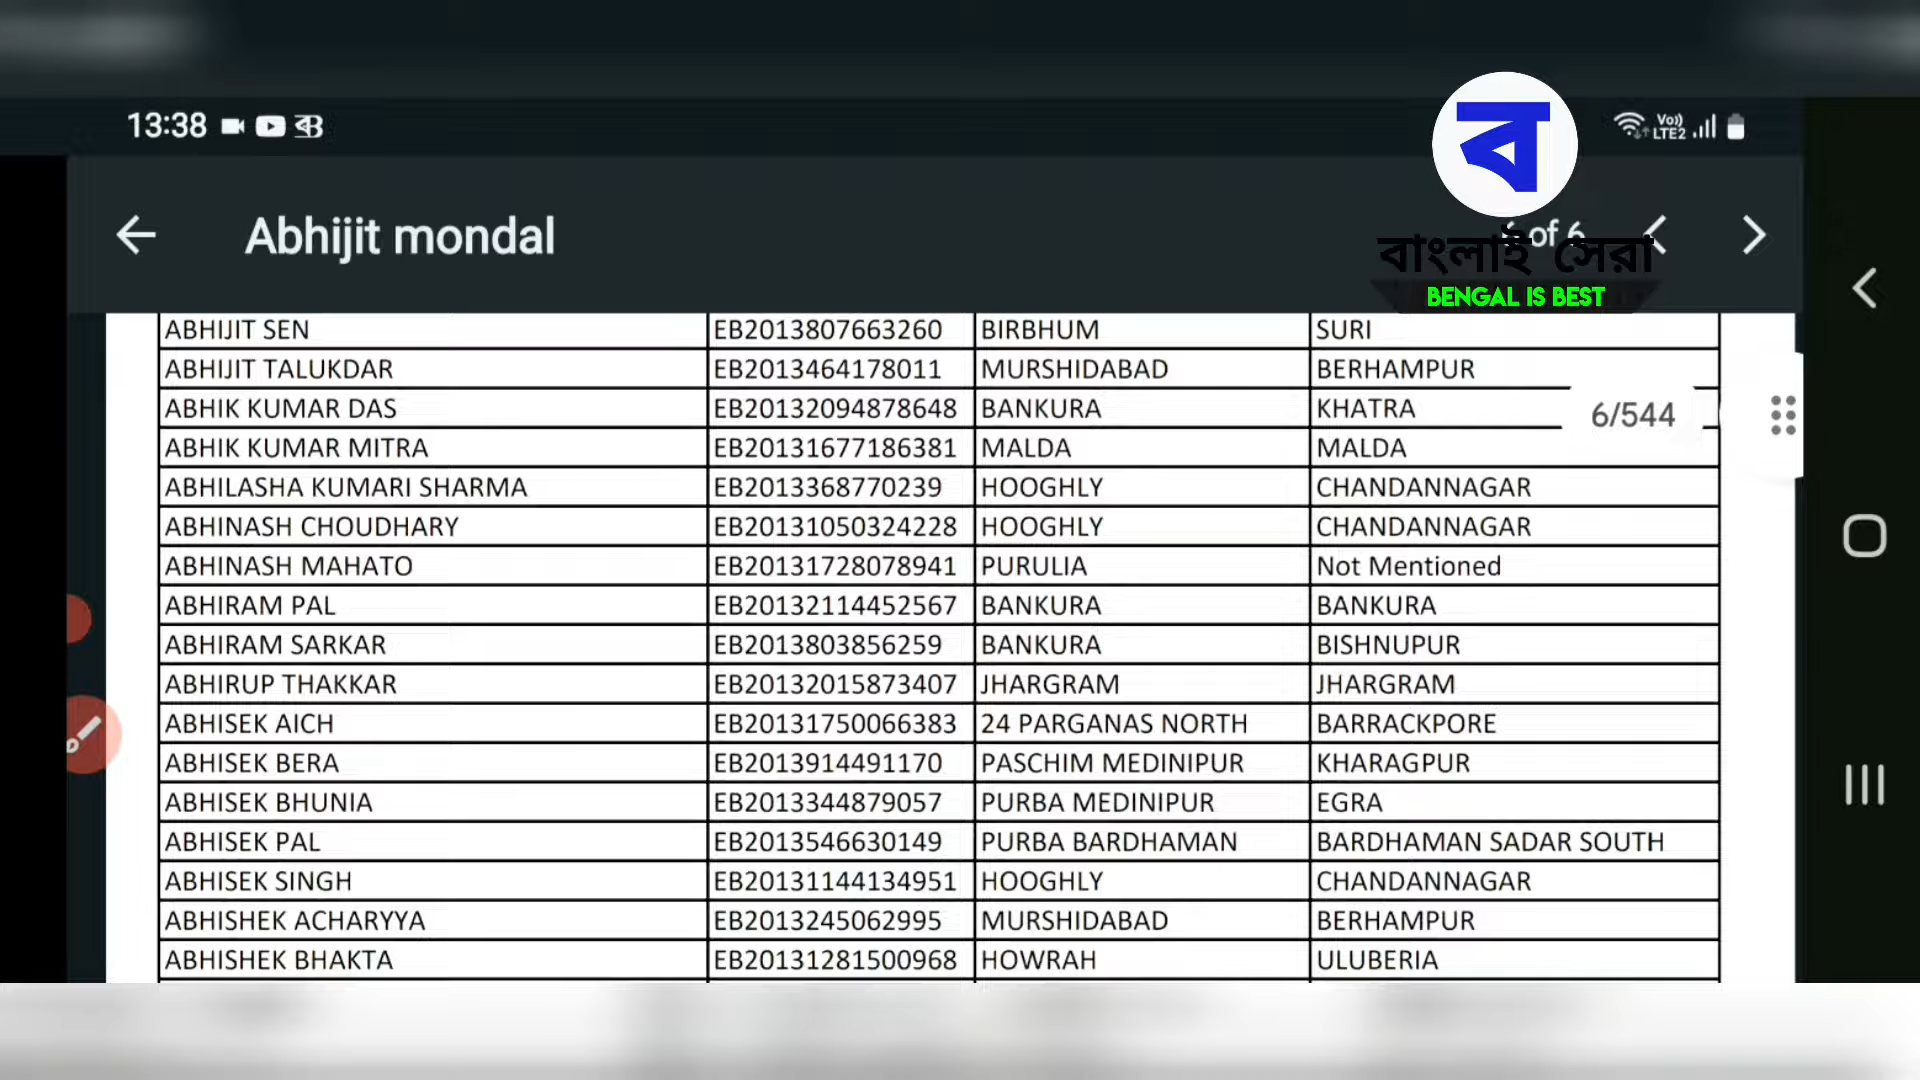 13:38
Vo)) LTE2
ব
Abhijit mondal
of 6
বাংলাই সেরা
BENGAL IS BEST
ABHIJIT SEN EB2013807663260 BIRBHUM SURI
ABHIJIT TALUKDAR EB2013464178011 MURSHIDABAD BERHAMPUR
ABHIK KUMAR DAS EB20132094878648 BANKURA KHATRA
6/544
ABHIK KUMAR MITRA EB20131677186381 MALDA MALDA
ABHILASHA KUMARI SHARMA EB2013368770239 HOOGHLY CHANDANNAGAR
ABHINASH CHOUDHARY EB20131050324228 HOOGHLY CHANDANNAGAR
ABHINASH MAHATO EB20131728078941 PURULIA Not Mentioned
ABHIRAM PAL EB20132114452567 BANKURA BANKURA
ABHIRAM SARKAR EB2013803856259 BANKURA BISHNUPUR
ABHIRUP THAKKAR EB20132015873407 JHARGRAM JHARGRAM
ABHISEK AICH EB20131750066383 24 PARGANAS NORTH BARRACKPORE
ABHISEK BERA EB2013914491170 PASCHIM MEDINIPUR KHARAGPUR
ABHISEK BHUNIA EB2013344879057 PURBA MEDINIPUR EGRA
ABHISEK PAL EB2013546630149 PURBA BARDHAMAN BARDHAMAN SADAR SOUTH
ABHISEK SINGH EB20131144134951 HOOGHLY CHANDANNAGAR
ABHISHEK ACHARYYA EB2013245062995 MURSHIDABAD BERHAMPUR
ABHISHEK BHAKTA EB20131281500968 HOWRAH ULUBERIA